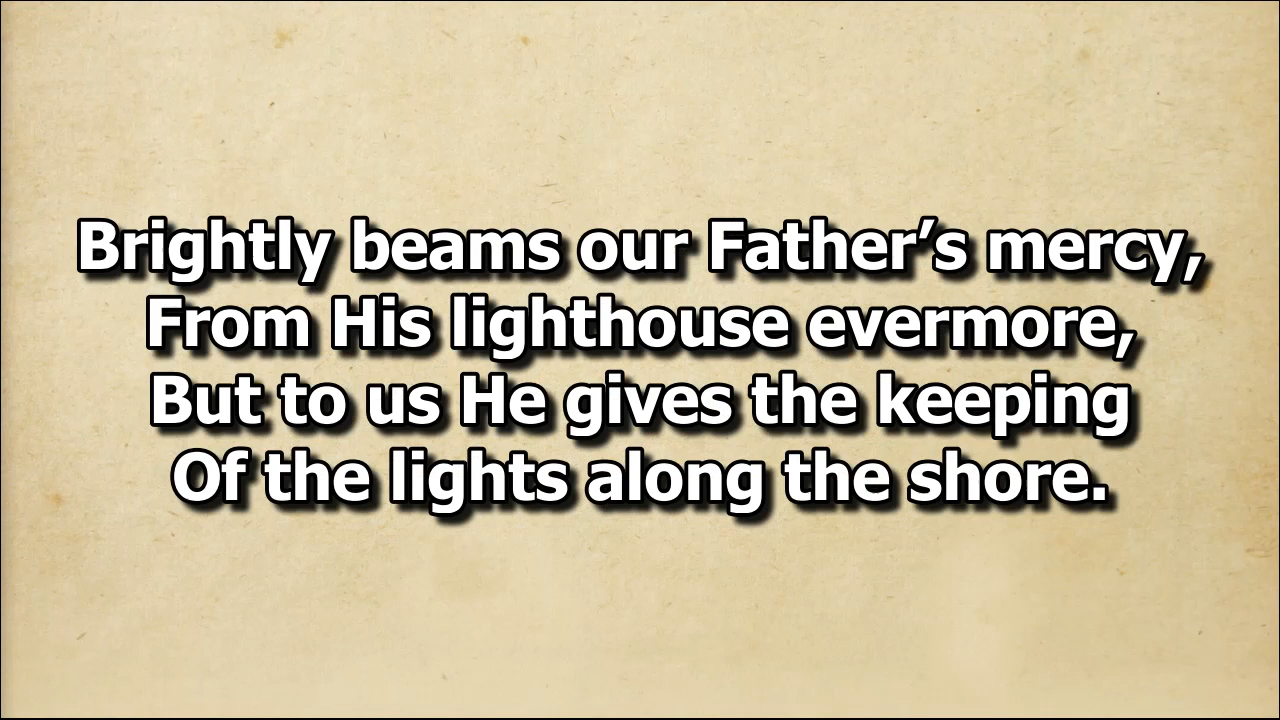 Brightly beams our Father’s mercy,
From His lighthouse evermore,
But to us He gives the keeping
Of the lights along the shore.